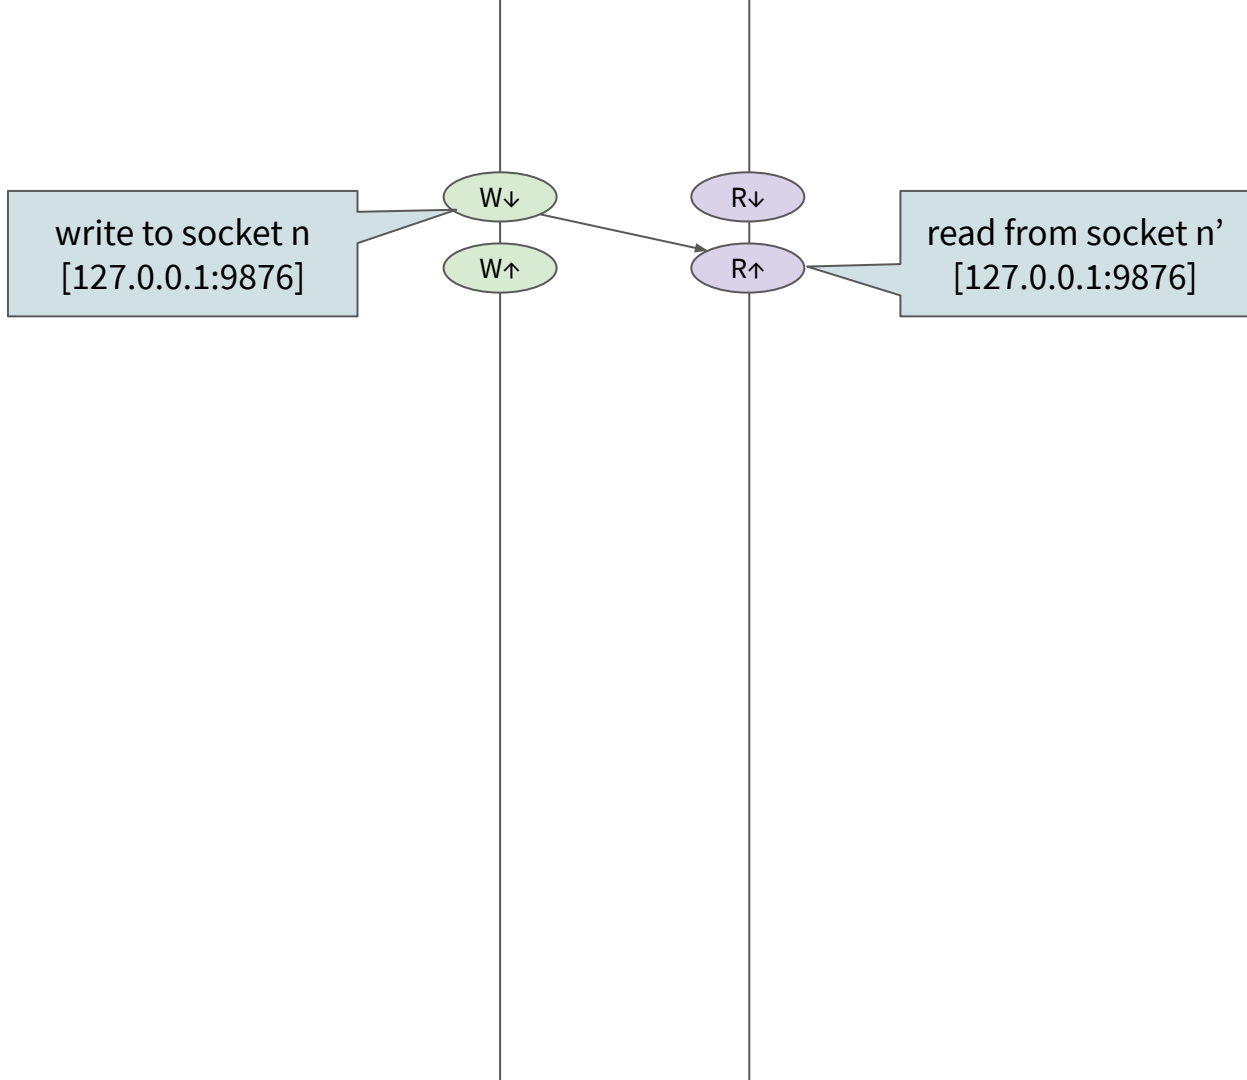 W↓
R↓
write to socket n
[127.0.0.1:9876]
W↑
R↑
read from socket n’
[127.0.0.1:9876]